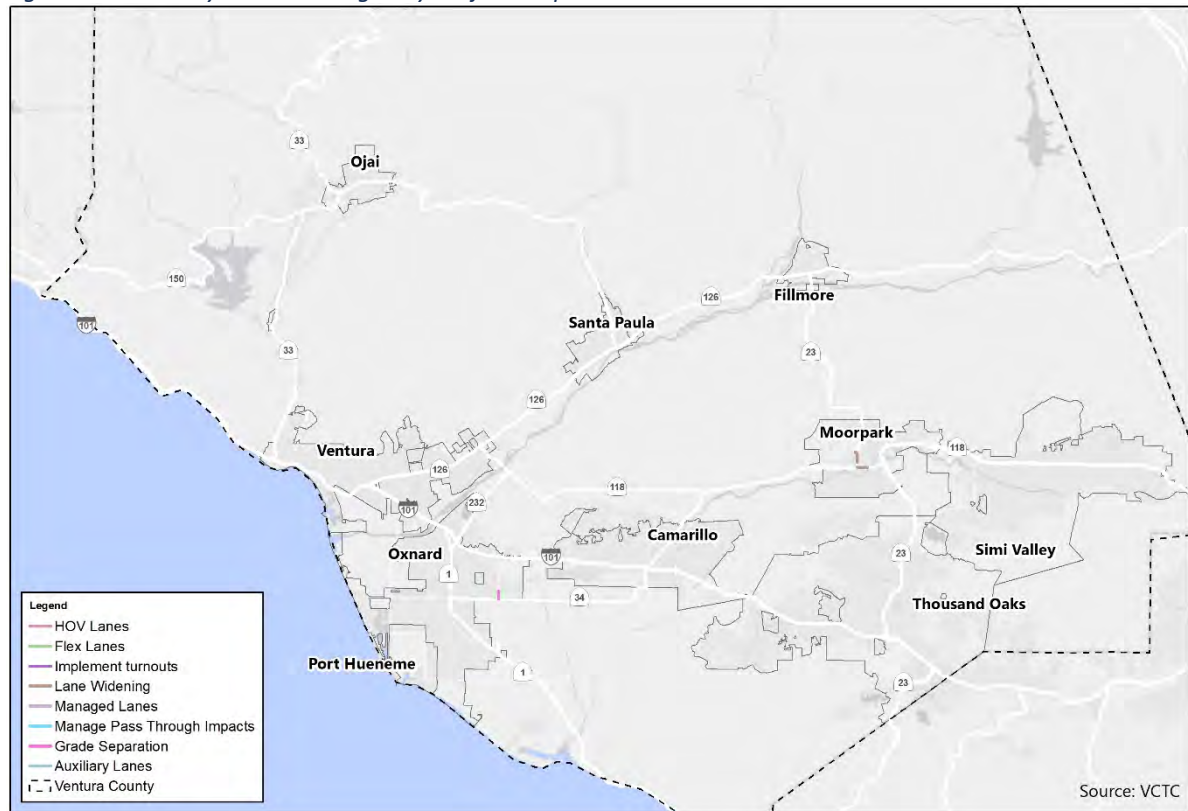 33
Ojai
150
126
Fillmore
Santa Paula
101
33
23
126
Moorpark
Ventura
118
126
118
232
101
Camarillo
Oxnard
101
23
Simi Valley
1
34
Thousand Oaks
Port Hueneme
1
23
Legend
HOV Lanes
Flex Lanes
Implement turnouts
Lane Widening
Managed Lanes
Manage Pass Through Impacts
Grade Separation
Auxiliary Lanes
Ventura County
Source: VCTC